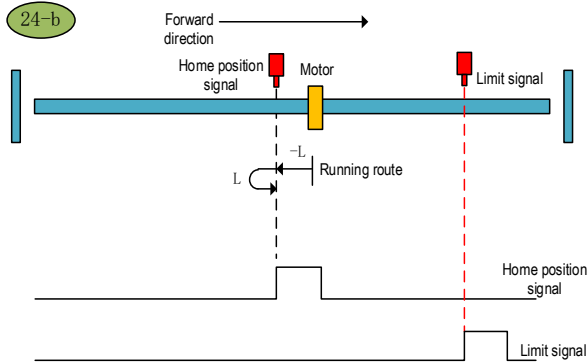 24-b
Forward
direction
Home position
signal
Motor
Limit signal
-L
L
Running route
Home position
signal
Limit signal